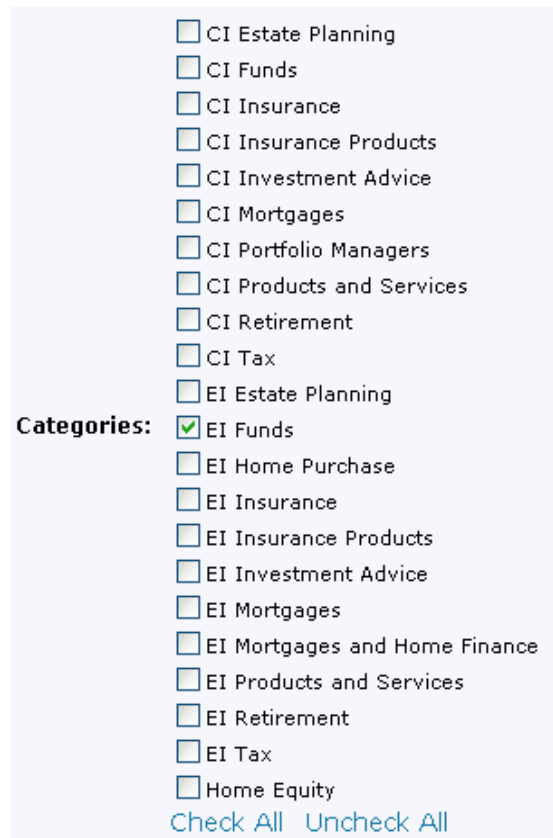 CI Estate Planning
CI Funds
CI Insurance
CI Insurance Products
CI Investment Advice
CI Mortgages
CI Portfolio Managers
CI Products and Services
CI Retirement
CI Tax
EI Estate Planning
Categories: EI Funds
EI Home Purchase
EI Insurance
EI Insurance Products
EI Investment Advice
EI Mortgages
EI Mortgages and Home Finance
EI Products and Services
EI Retirement
EI Tax
Home Equity
Check All Uncheck All